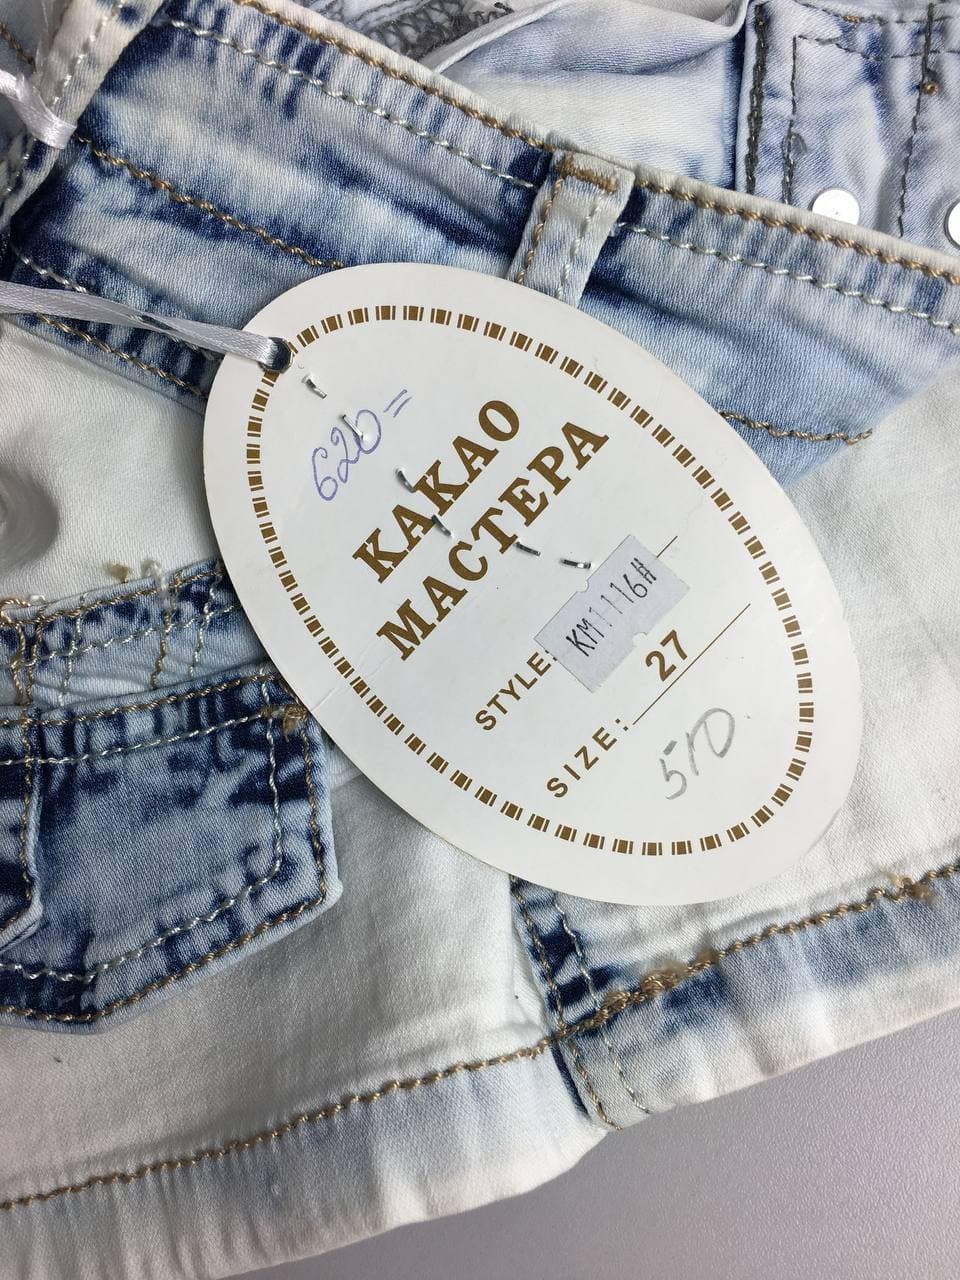 620=
КАКАО
МАСТЕРА
STYLE: KM1116H
SIZE: 27
510